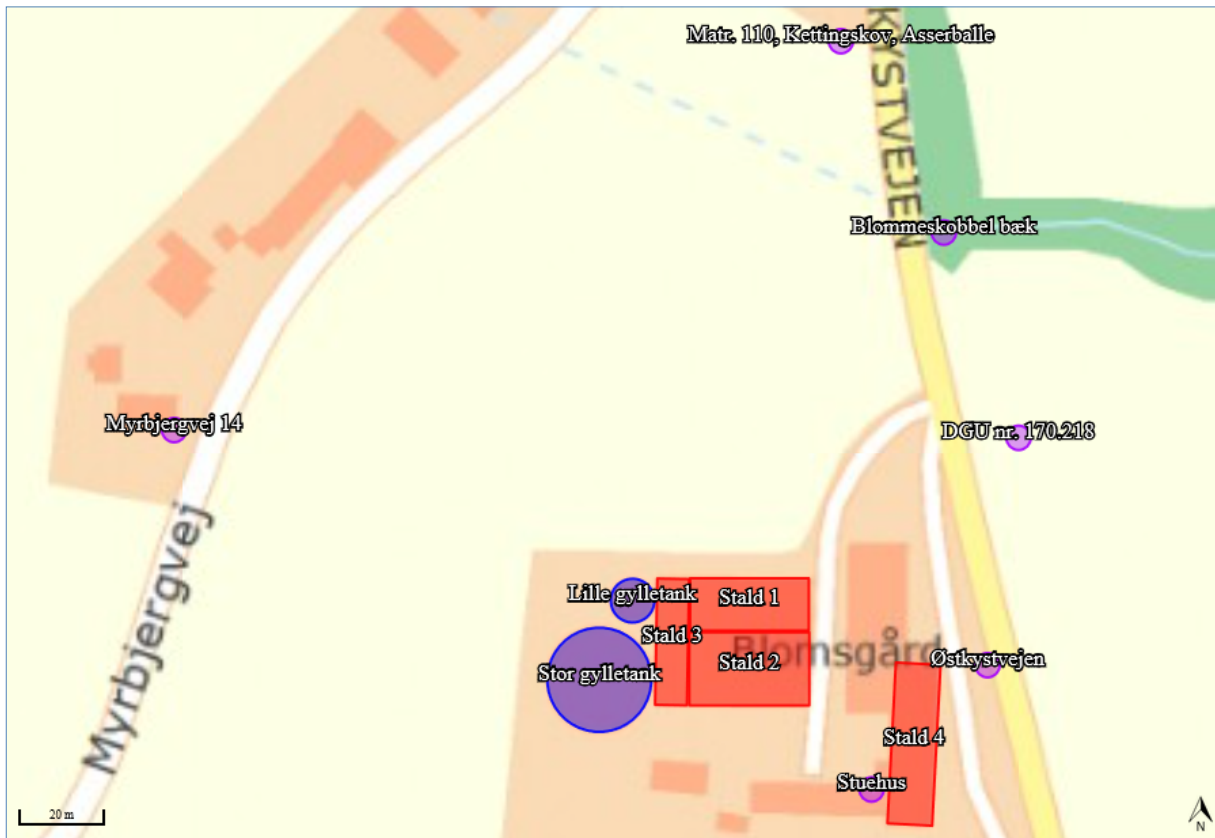 Matr. 110, Kettingskov, Asserballe
KYSTVEJEN
Blommeskobbel bæk
Myrbjergvej 14
DGU nr. 170.218
Myrbjergvej
Lille gylletank
Stald 1
Stald 3
Blomsgård
Stald 2
Østkystvejen
Stor gylletank
Stald 4
Stuehus
20 m
N